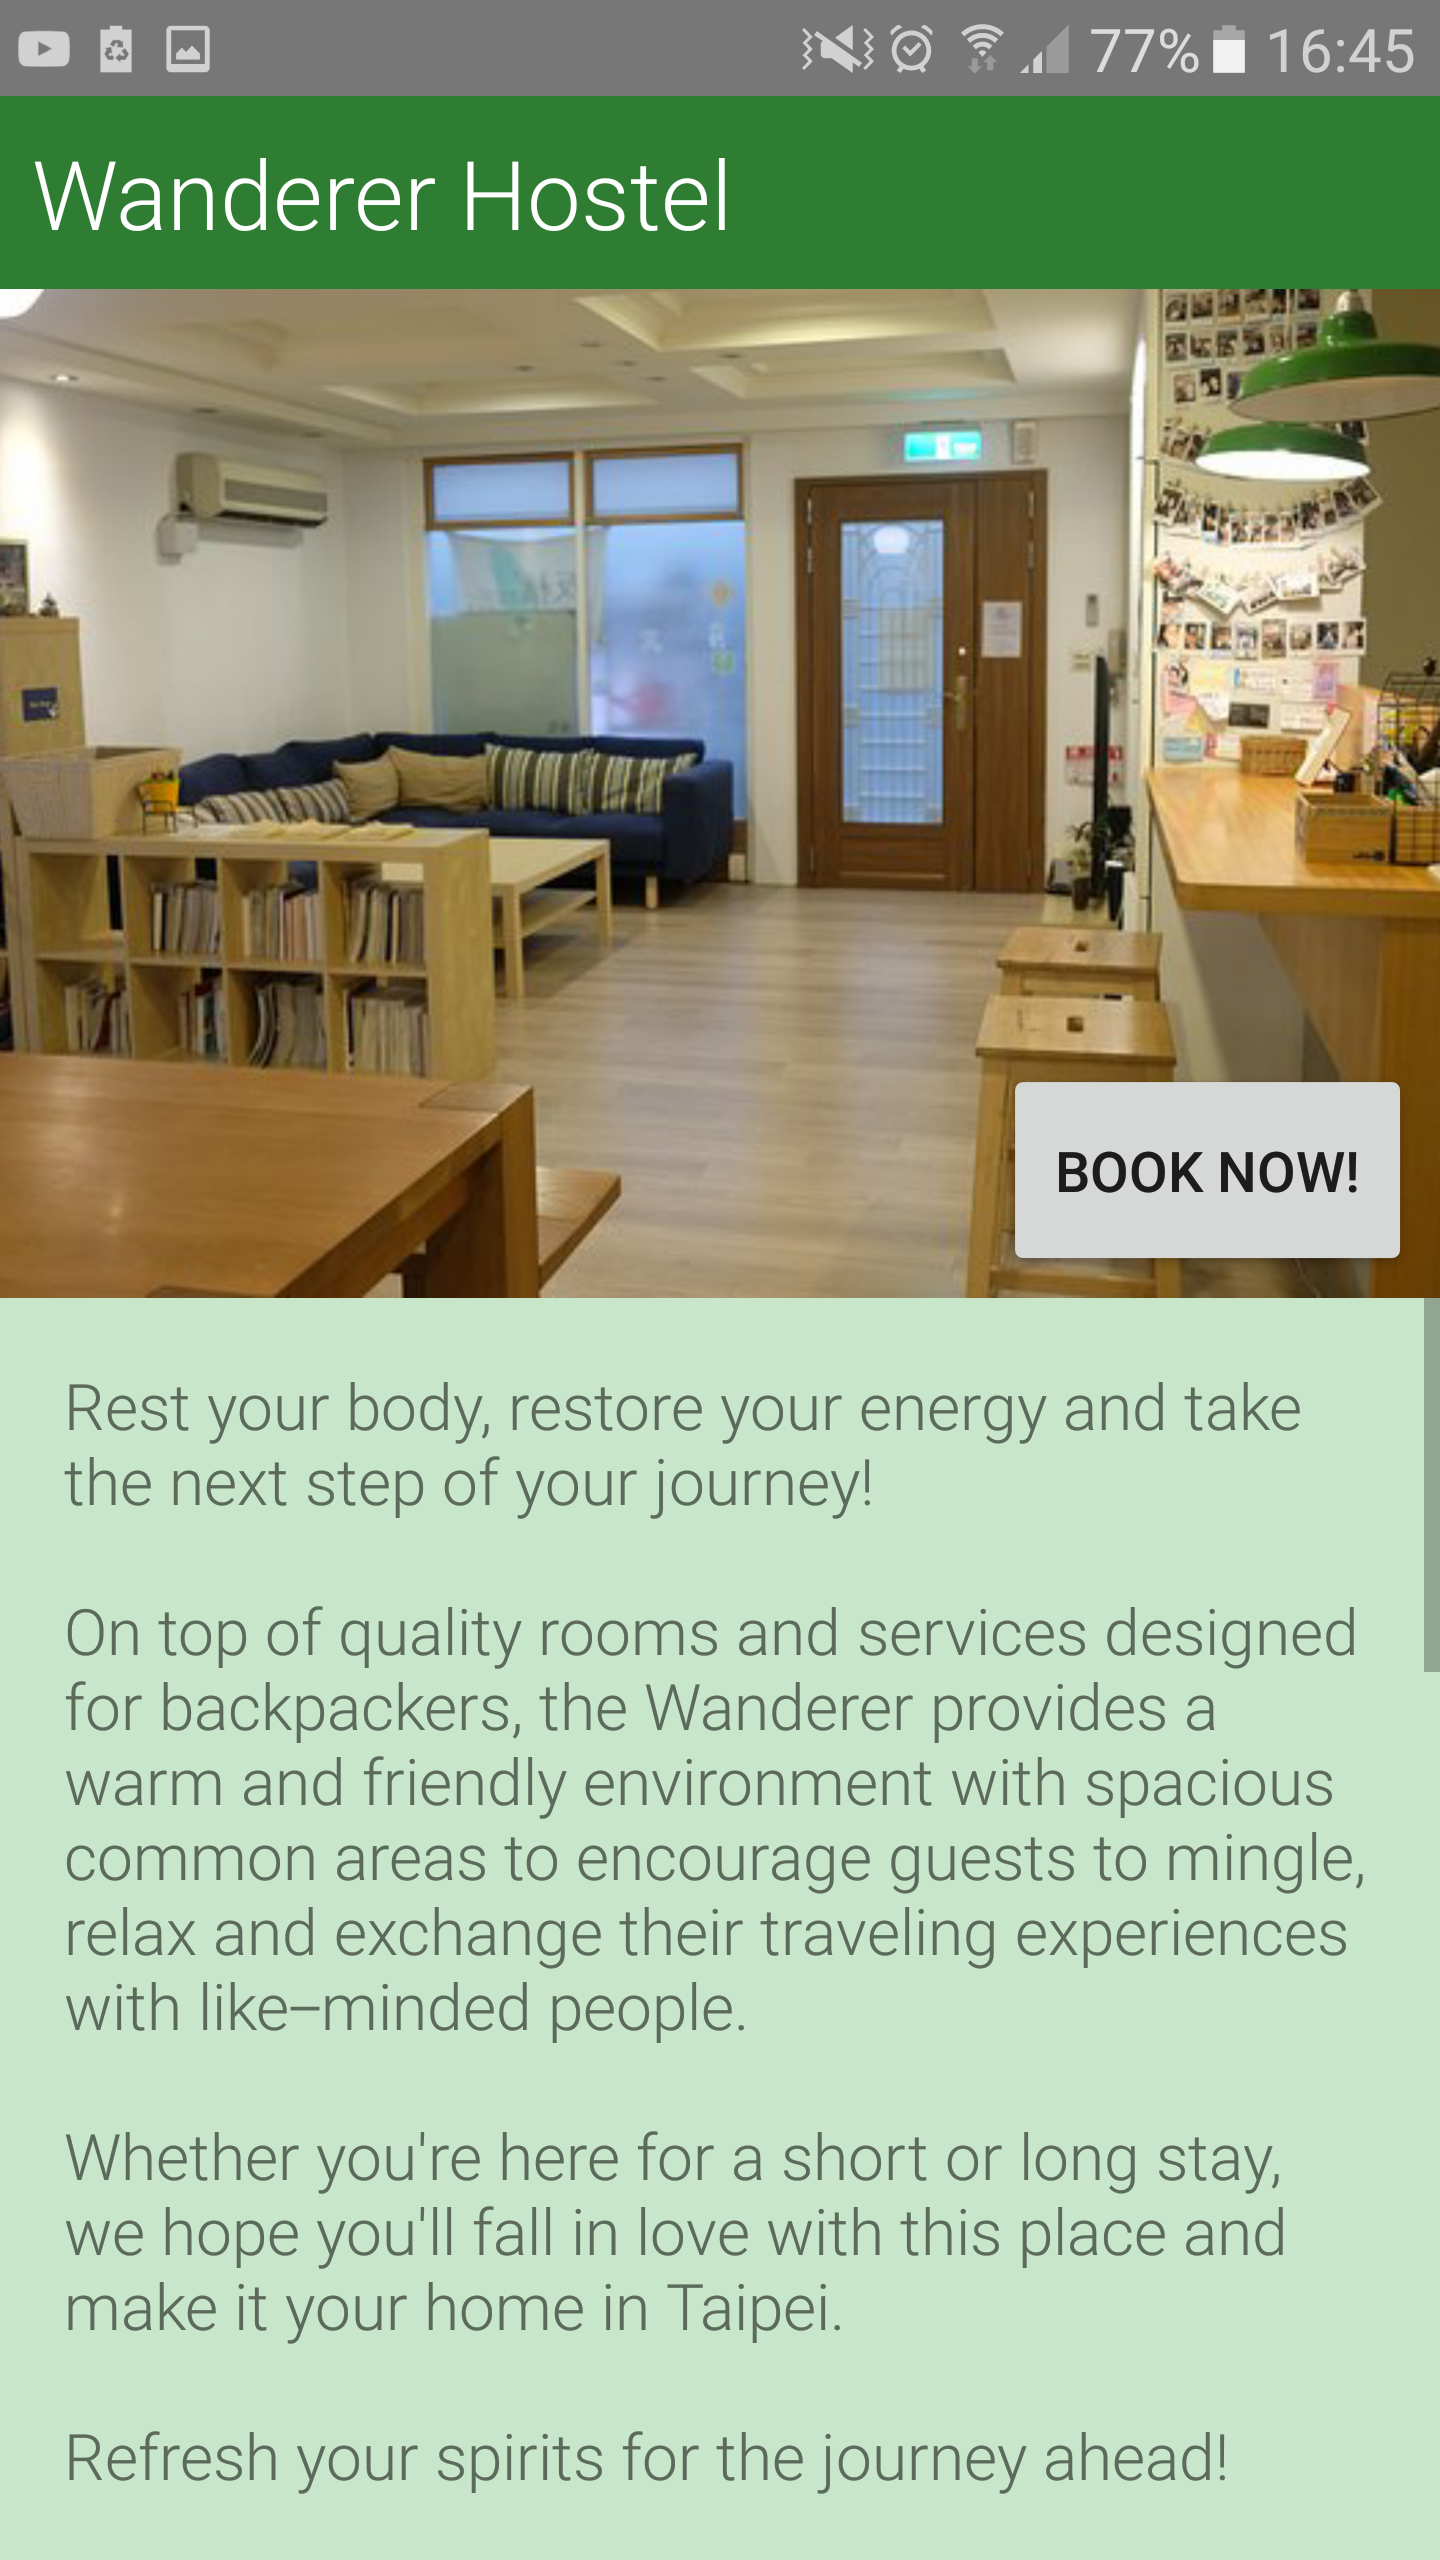 77% 16:45
Wanderer Hostel
BOOK NOW!
Rest your body, restore your energy and take
the next step of your journey!
On top of quality rooms and services designed
for backpackers, the Wanderer provides a
warm and friendly environment with spacious
common areas to encourage guests to mingle,
relax and exchange their traveling experiences
with like–minded people.
Whether you're here for a short or long stay,
we hope you'll fall in love with this place and
make it your home in Taipei.
Refresh your spirits for the journey ahead!